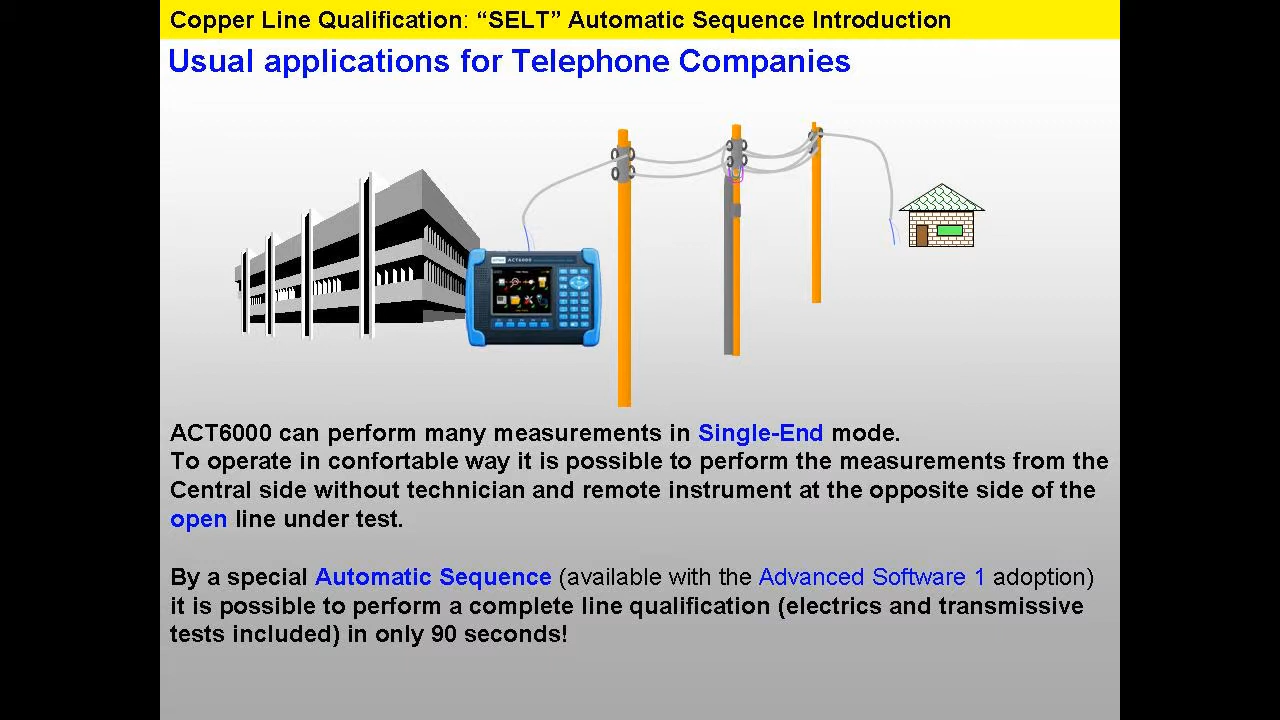 Copper Line Qualification: “SELT” Automatic Sequence Introduction
Usual applications for Telephone Companies
ACT6000
ACT6000 can perform many measurements in Single-End mode.
To operate in confortable way it is possible to perform the measurements from the
Central side without technician and remote instrument at the opposite side of the
open line under test.
By a special Automatic Sequence (available with the Advanced Software 1 adoption)
it is possible to perform a complete line qualification (electrics and transmissive
tests included) in only 90 seconds!